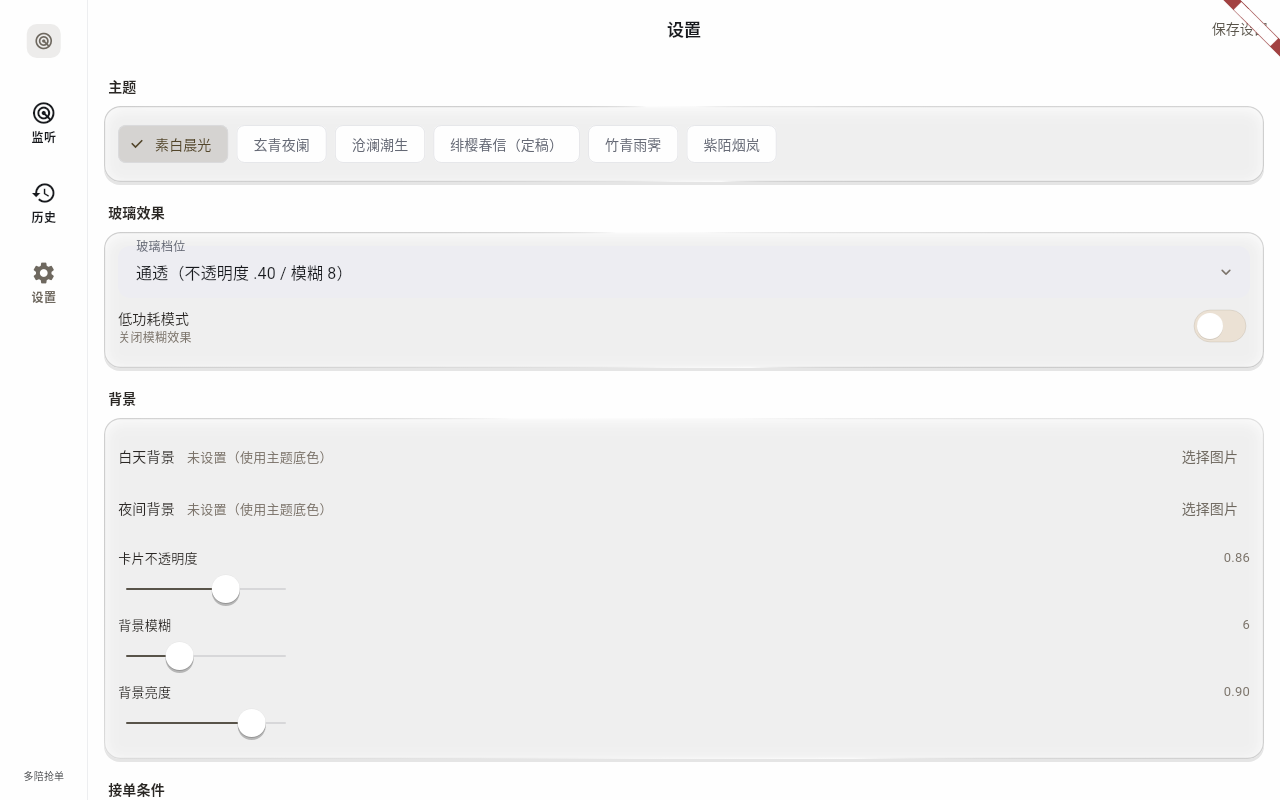 设置
保存设
监听
历史
设置
多陪抢单
主题
素白晨光
玄青夜阑
沧澜潮生
绯樱春信（定稿）
竹青雨霁
紫陌烟岚
玻璃效果
玻璃档位
通透（不透明度 .40 / 模糊 8）
低功耗模式
关闭模糊效果
背景
白天背景 未设置（使用主题底色） 选择图片
夜间背景 未设置（使用主题底色） 选择图片
卡片不透明度 0.86
背景模糊 6
背景亮度 0.90
接单条件